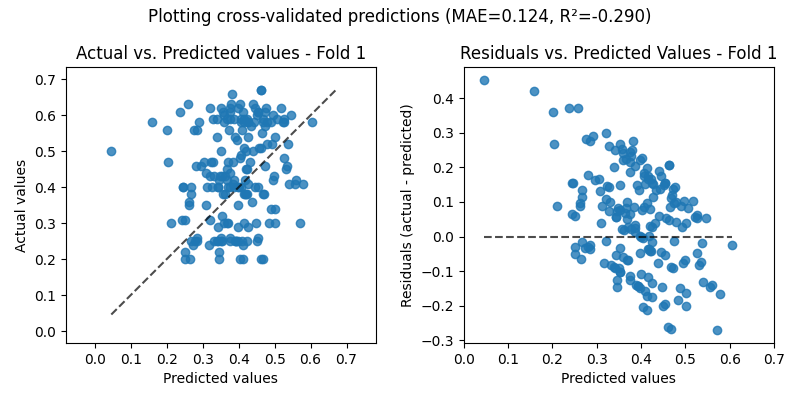 Plotting cross-validated predictions (MAE=0.124, R²=-0.290)
Actual vs. Predicted values - Fold 1
Actual values
0.7
0.6
0.5
0.4
0.3
0.2
0.1
0.0
0.0 0.1 0.2 0.3 0.4 0.5 0.6 0.7
Predicted values
Residuals vs. Predicted Values - Fold 1
Residuals (actual - predicted)
0.4
0.3
0.2
0.1
0.0
−0.1
−0.2
−0.3
0.0 0.1 0.2 0.3 0.4 0.5 0.6 0.7
Predicted values